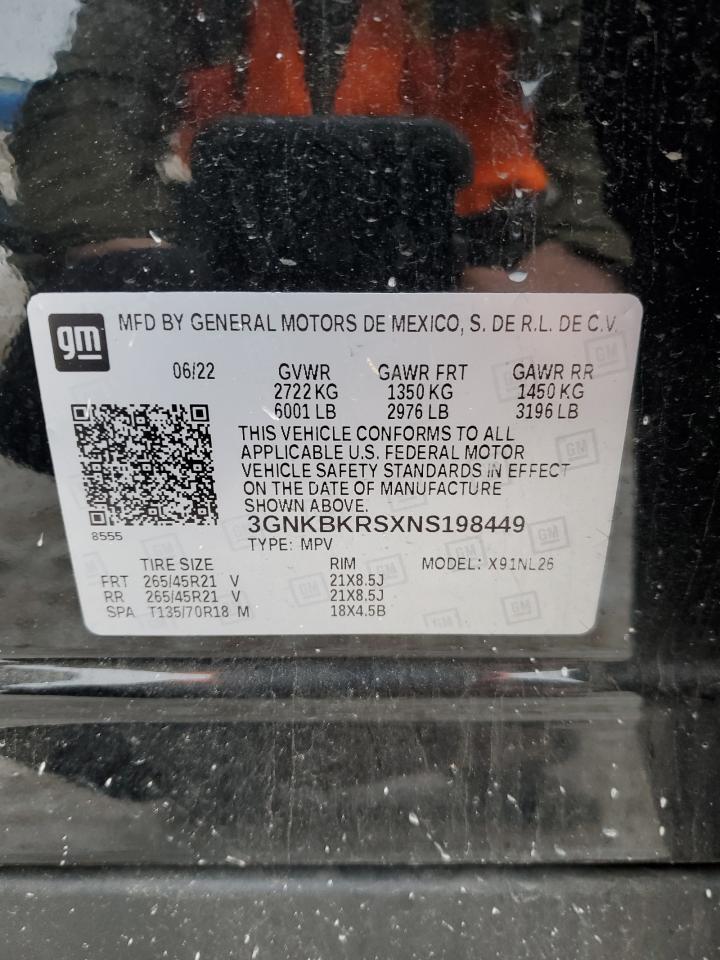 gm MFD BY GENERAL MOTORS DE MEXICO, S. DE R.L. DE C.V.
06/22 GVWR GAWR FRT GAWR RR
2722 KG 1350 KG 1450 KG
6001 LB 2976 LB 3196 LB
THIS VEHICLE CONFORMS TO ALL
APPLICABLE U.S. FEDERAL MOTOR
VEHICLE SAFETY STANDARDS IN EFFECT
ON THE DATE OF MANUFACTURE
SHOWN ABOVE.
3GNKBKRSXNS198449
8555
TYPE: MPV
TIRE SIZE RIM MODEL: X91NL26
FRT 265/45R21 V 21X8.5J
RR 265/45R21 V 21X8.5J
SPA T135/70R18 M 18X4.5B